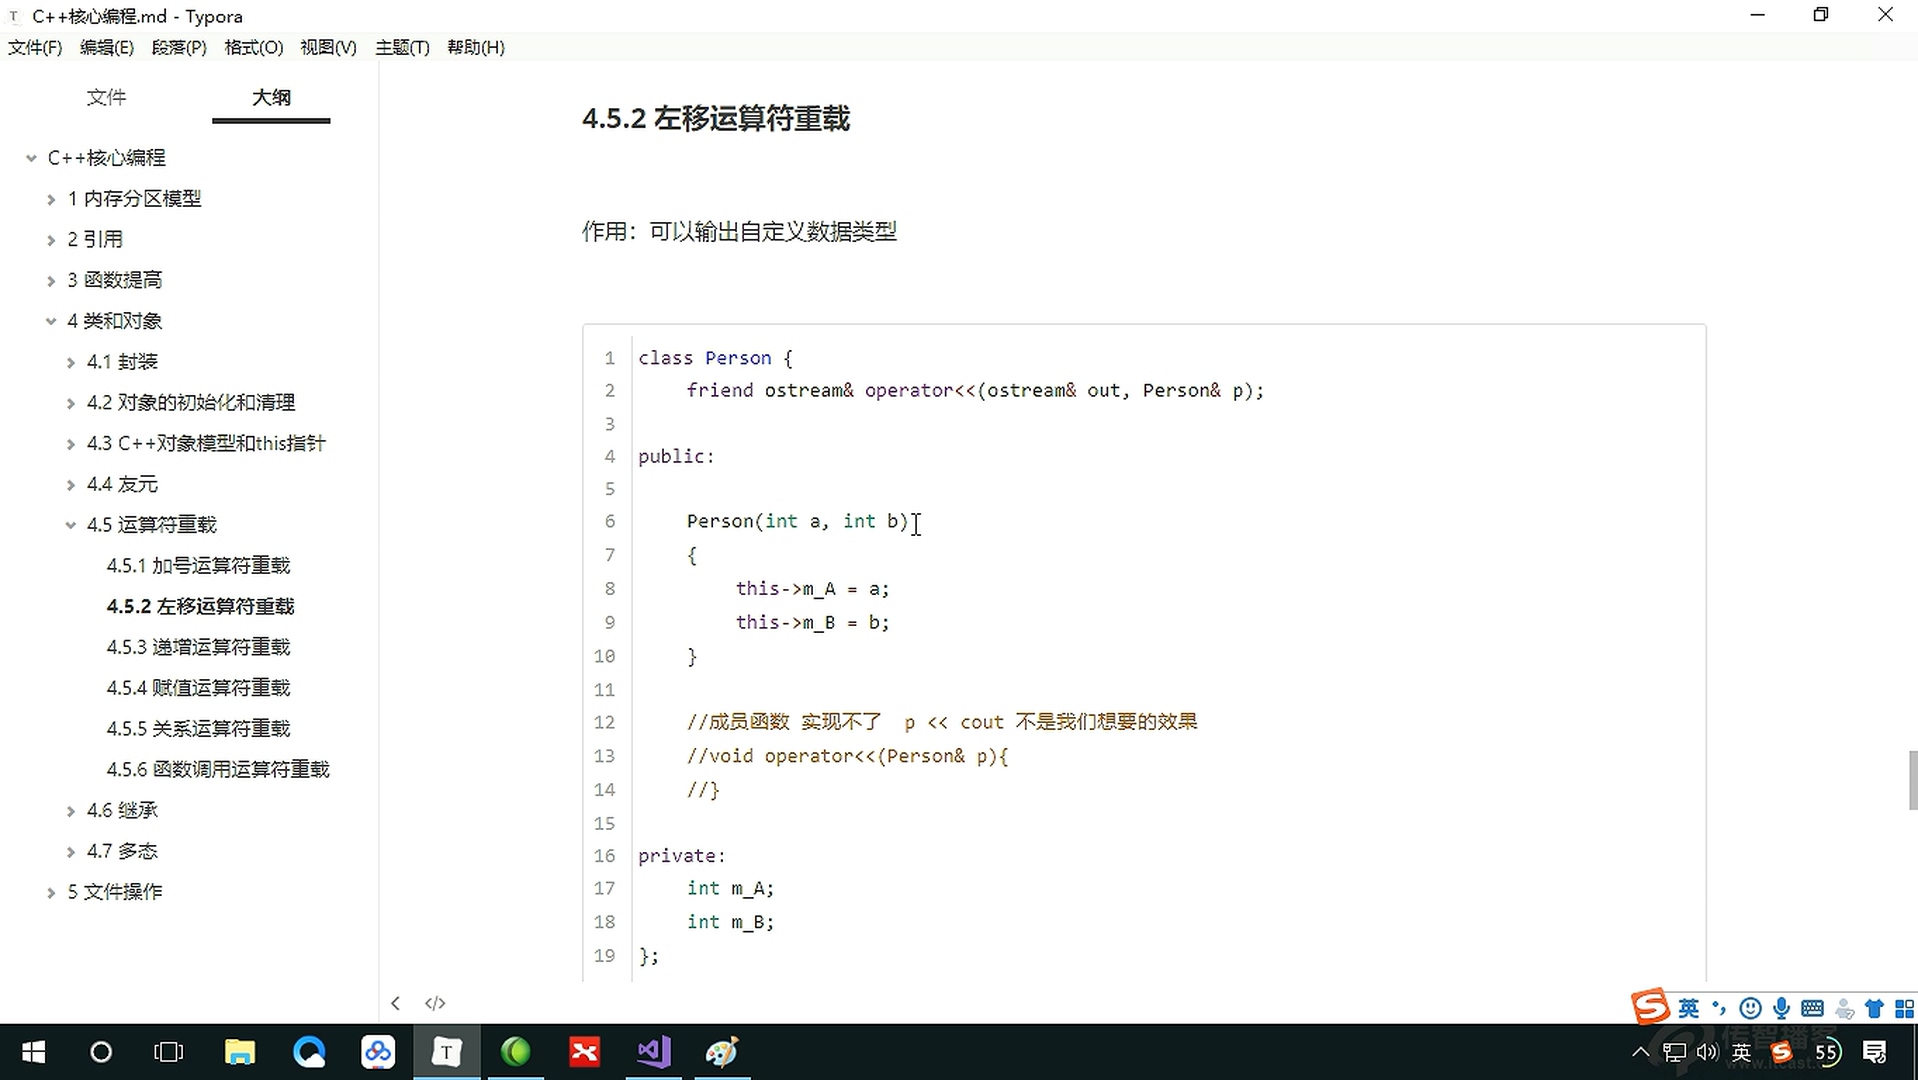 C++核心编程.md - Typora
文件(F) 编辑(E) 段落(P) 格式(O) 视图(V) 主题(T) 帮助(H)
文件 大纲
C++核心编程
1 内存分区模型
2 引用
3 函数提高
4 类和对象
4.1 封装
4.2 对象的初始化和清理
4.3 C++对象模型和this指针
4.4 友元
4.5 运算符重载
4.5.1 加号运算符重载
4.5.2 左移运算符重载
4.5.3 递增运算符重载
4.5.4 赋值运算符重载
4.5.5 关系运算符重载
4.5.6 函数调用运算符重载
4.6 继承
4.7 多态
5 文件操作
4.5.2 左移运算符重载
作用：可以输出自定义数据类型
1 class Person {
2 friend ostream& operator<<(ostream& out, Person& p);
3
4 public:
5
6 Person(int a, int b)
7 {
8 this->m_A = a;
9 this->m_B = b;
10 }
11
12 //成员函数 实现不了 p << cout 不是我们想要的效果
13 //void operator<<(Person& p){
14 //}
15
16 private:
17 int m_A;
18 int m_B;
19 };
英
传智播客
英 55